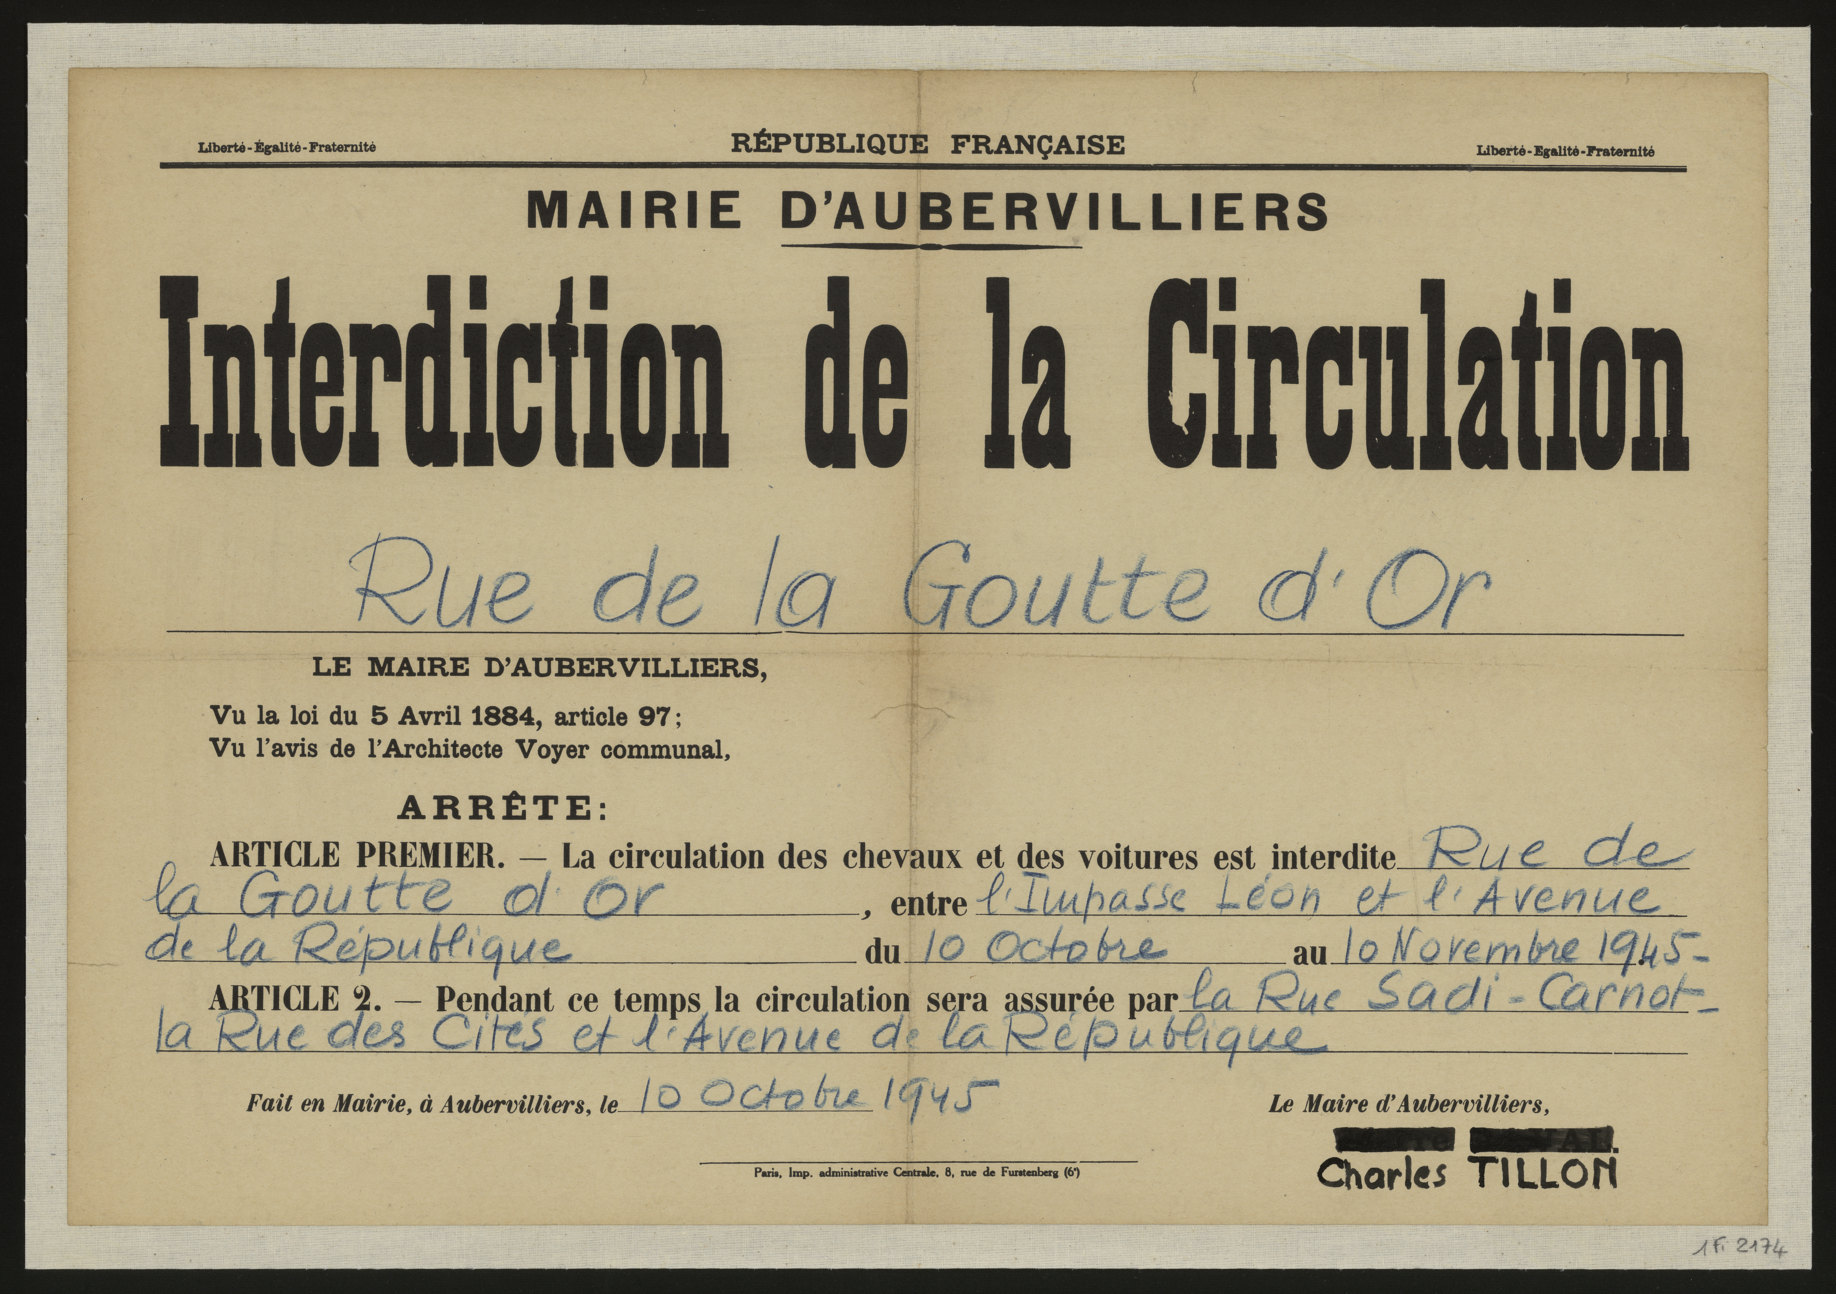 Liberté-Égalité-Fraternité RÉPUBLIQUE FRANÇAISE Liberté-Egalité-Fraternité
MAIRIE D'AUBERVILLIERS
Interdiction de la Circulation
Rue de la Goutte d'Or
LE MAIRE D'AUBERVILLIERS,
Vu la loi du 5 Avril 1884, article 97;
Vu l'avis de l'Architecte Voyer communal,
ARRÊTE:
ARTICLE PREMIER. — La circulation des chevaux et des voitures est interdite Rue de
la Goutte d'Or, entre l'Impasse Léon et l'Avenue
de la République du 10 Octobre au 10 Novembre 1945-
ARTICLE 2. — Pendant ce temps la circulation sera assurée par la Rue Sadi-Carnot-
la Rue des Cités et l'Avenue de la République
Fait en Mairie, à Aubervilliers, le 10 Octobre 1945 Le Maire d'Aubervilliers,
Charles TILLON
Paris, Imp. administrative Centrale, 8, rue de Furstenberg (6e)
1 Fi 2174